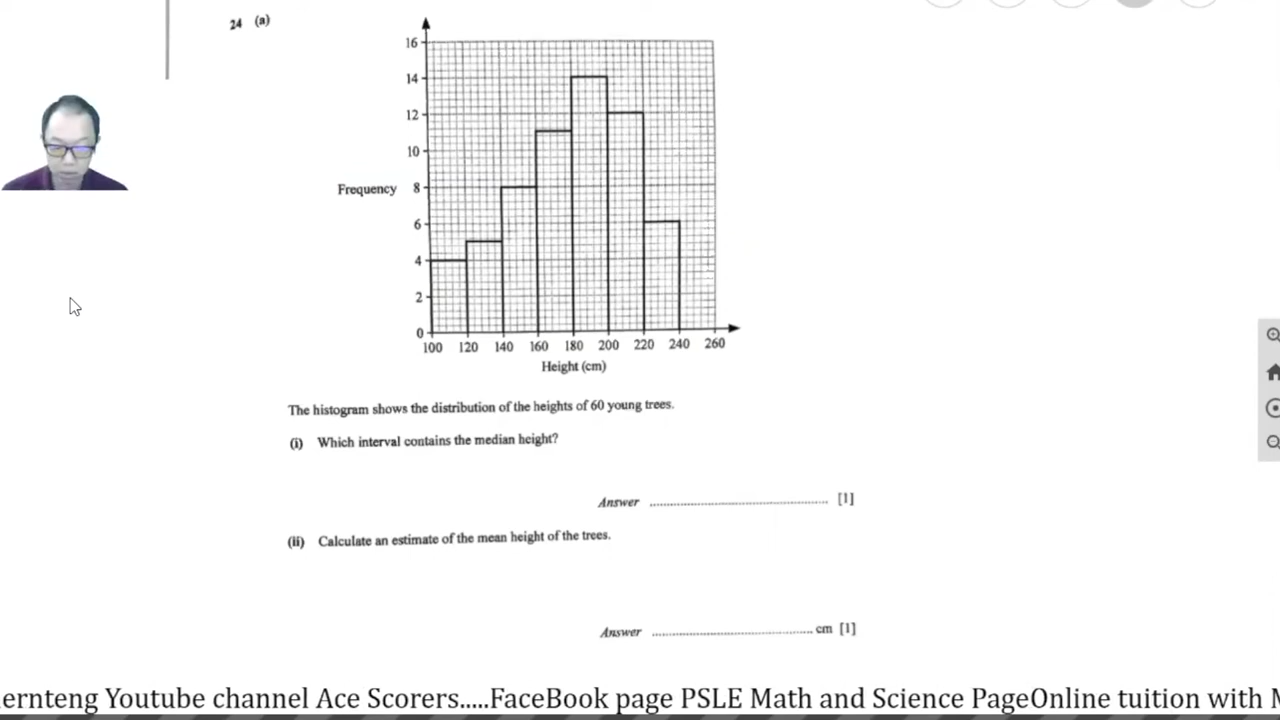 24 (a)
16
14
12
10
Frequency 8
6
4
2
0
100 120 140 160 180 200 220 240 260
Height (cm)
The histogram shows the distribution of the heights of 60 young trees.
(i) Which interval contains the median height?
Answer ................................................ [1]
(ii) Calculate an estimate of the mean height of the trees.
Answer ........................................... cm [1]
ernteng Youtube channel Ace Scorers.....FaceBook page PSLE Math and Science PageOnline tuition with M